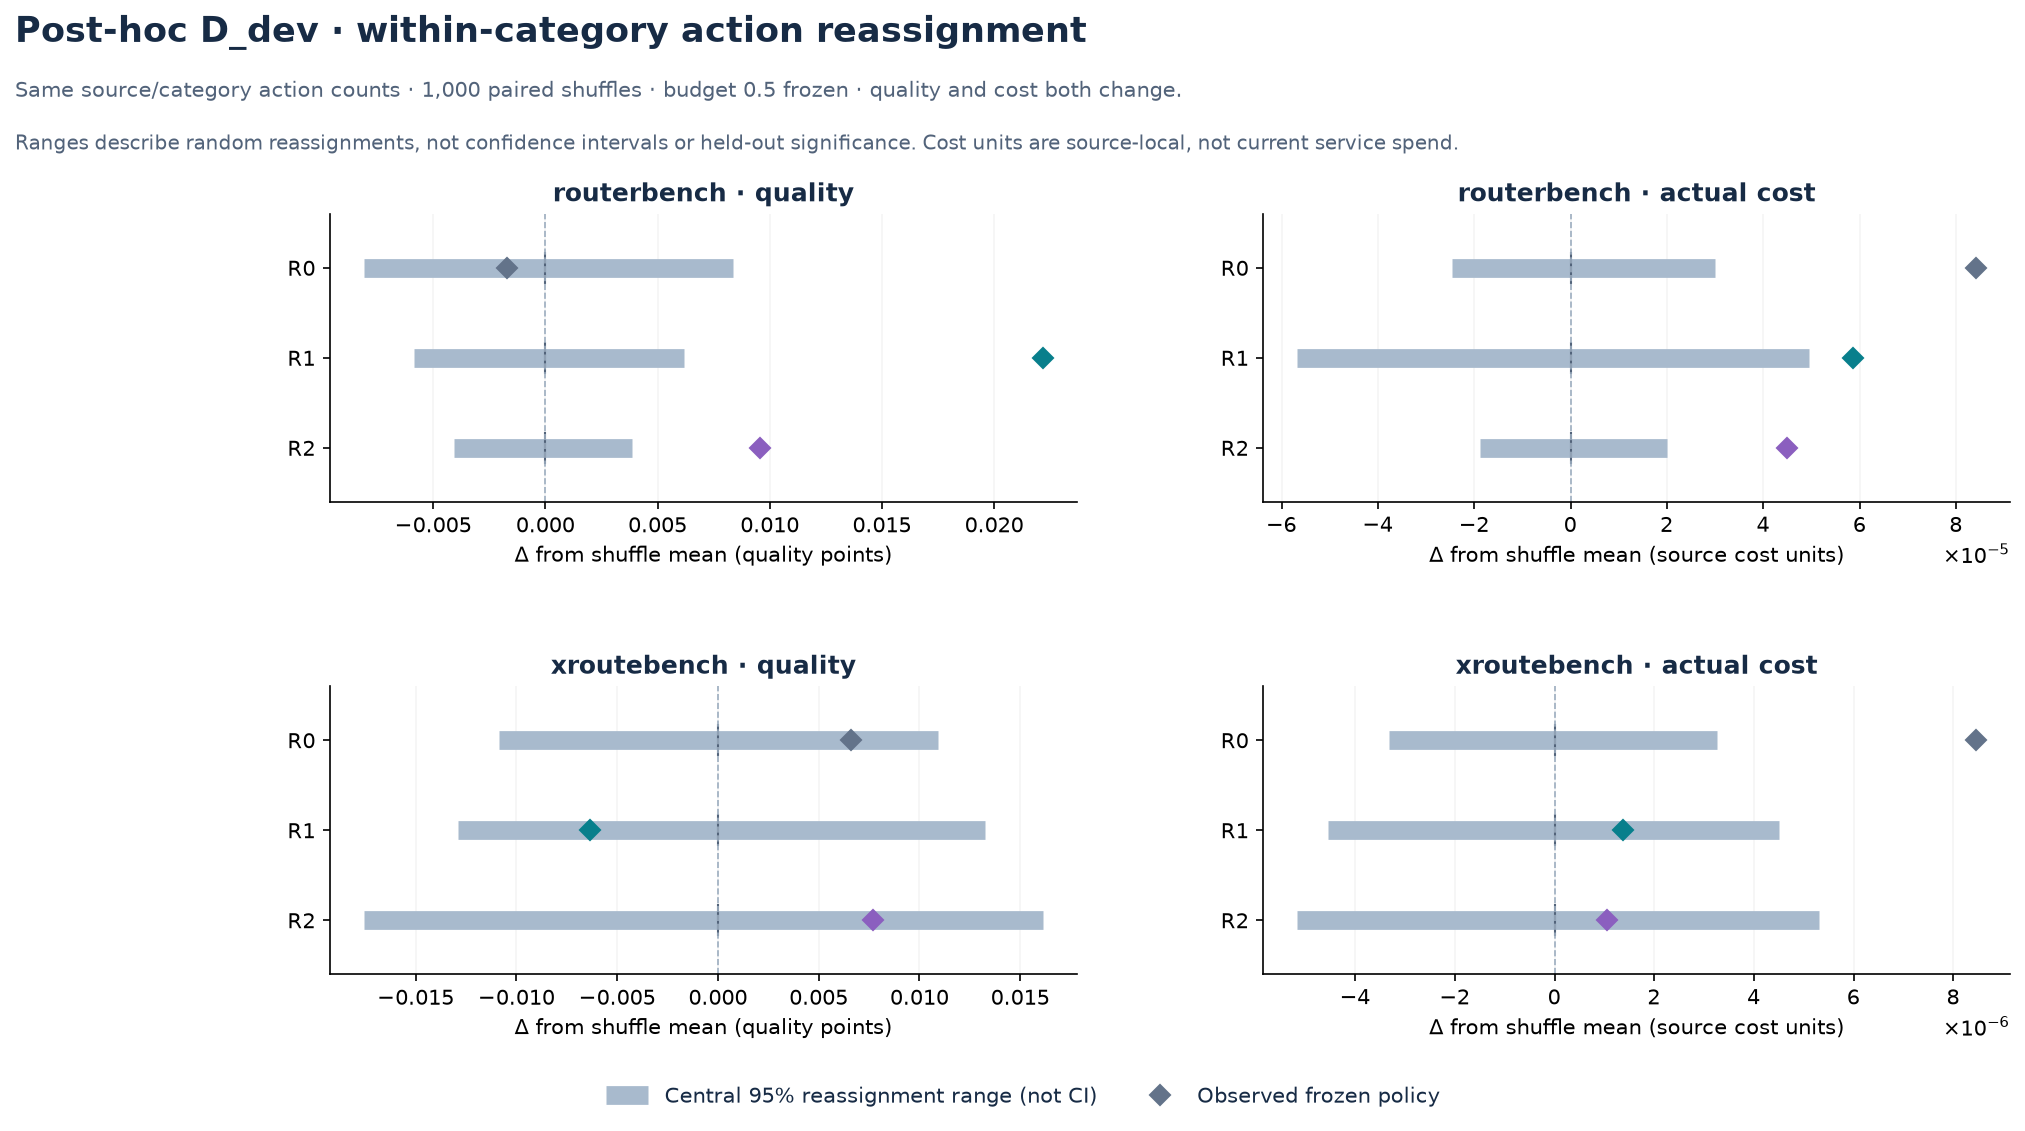 Post-hoc D_dev · within-category action reassignment
Same source/category action counts · 1,000 paired shuffles · budget 0.5 frozen · quality and cost both change.
Ranges describe random reassignments, not confidence intervals or held-out significance. Cost units are source-local, not current service spend.
routerbench · quality
R0
R1
R2
−0.005 0.000 0.005 0.010 0.015 0.020
Δ from shuffle mean (quality points)
routerbench · actual cost
R0
R1
R2
−6 −4 −2 0 2 4 6 8
Δ from shuffle mean (source cost units)
×10⁻⁵
xroutebench · quality
R0
R1
R2
−0.015 −0.010 −0.005 0.000 0.005 0.010 0.015
Δ from shuffle mean (quality points)
xroutebench · actual cost
R0
R1
R2
−4 −2 0 2 4 6 8
Δ from shuffle mean (source cost units)
×10⁻⁶
Central 95% reassignment range (not CI)
Observed frozen policy